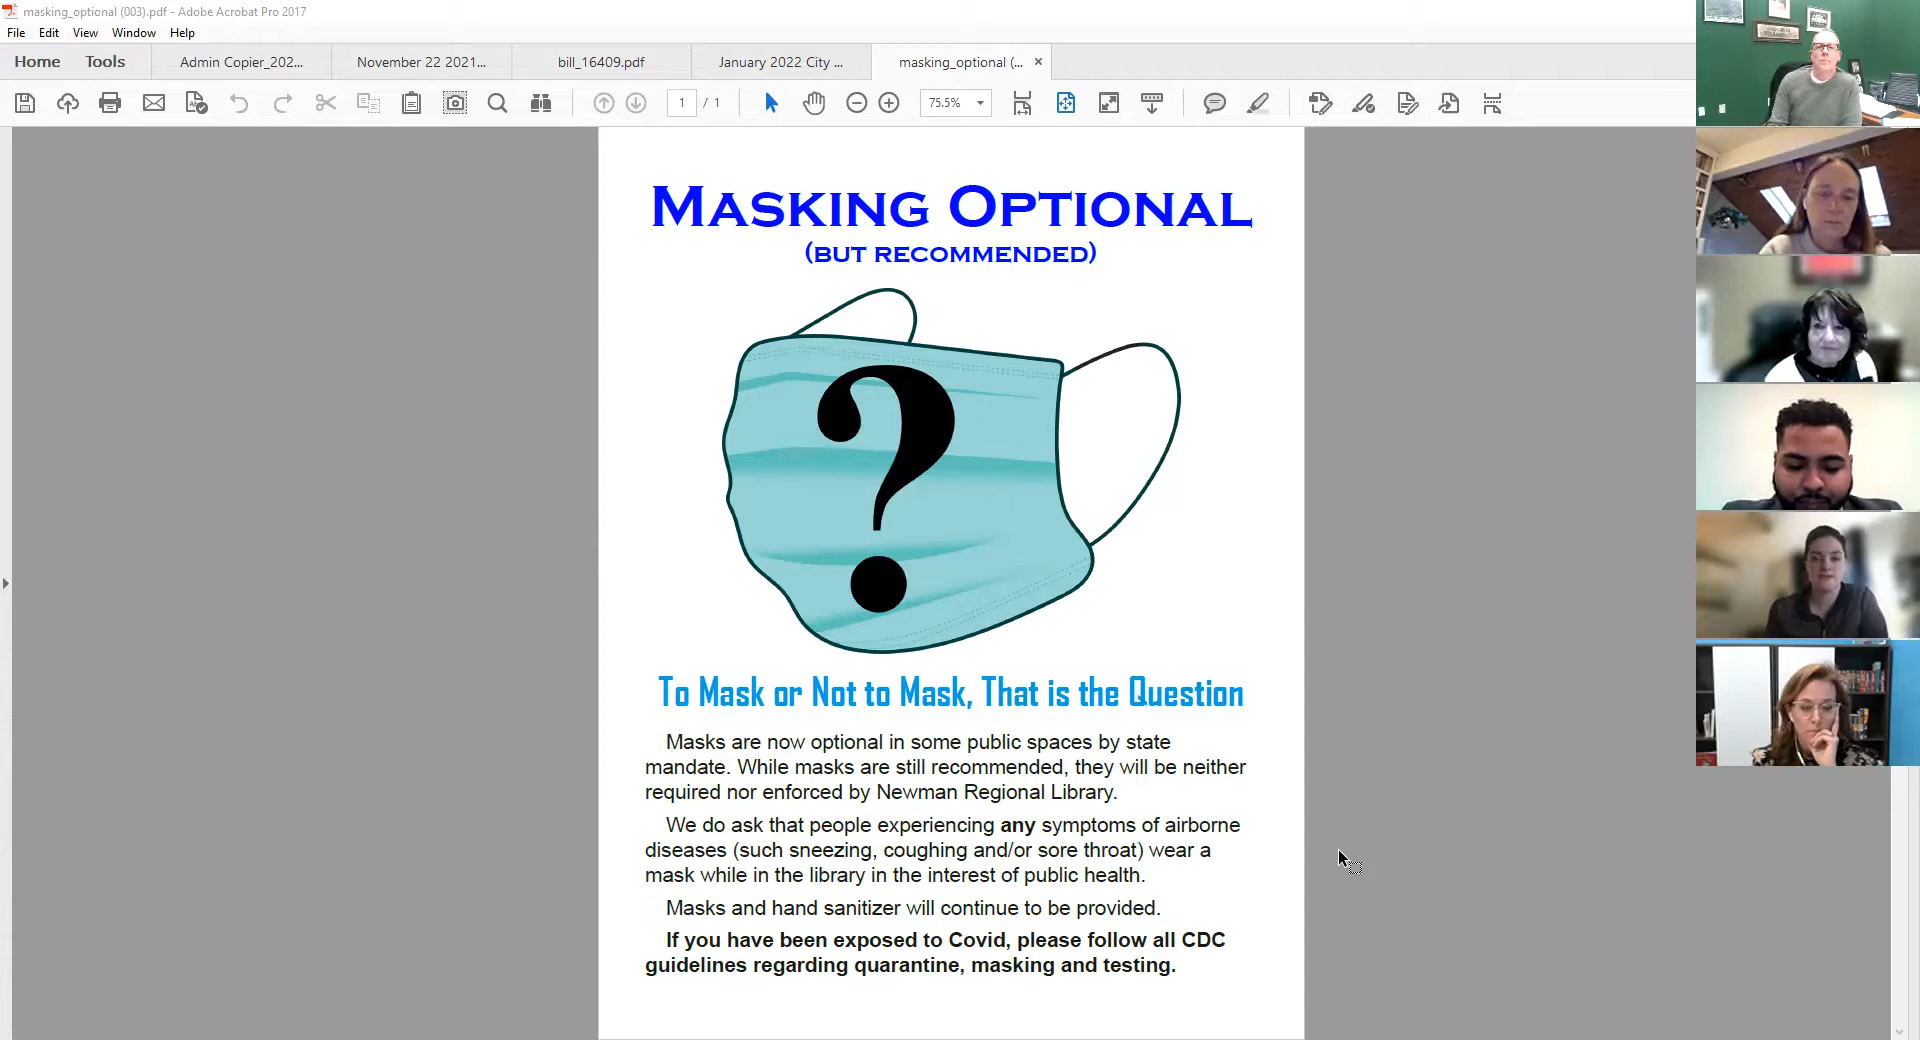 masking_optional (003).pdf - Adobe Acrobat Pro 2017
File Edit View Window Help
Home Tools Admin Copier_202... November 22 2021... bill_16409.pdf January 2022 City ... masking_optional (... ×
1 / 1 75.5%
MASKING OPTIONAL
(BUT RECOMMENDED)
?
To Mask or Not to Mask, That is the Question
Masks are now optional in some public spaces by state
mandate. While masks are still recommended, they will be neither
required nor enforced by Newman Regional Library.
We do ask that people experiencing any symptoms of airborne
diseases (such sneezing, coughing and/or sore throat) wear a
mask while in the library in the interest of public health.
Masks and hand sanitizer will continue to be provided.
If you have been exposed to Covid, please follow all CDC
guidelines regarding quarantine, masking and testing.